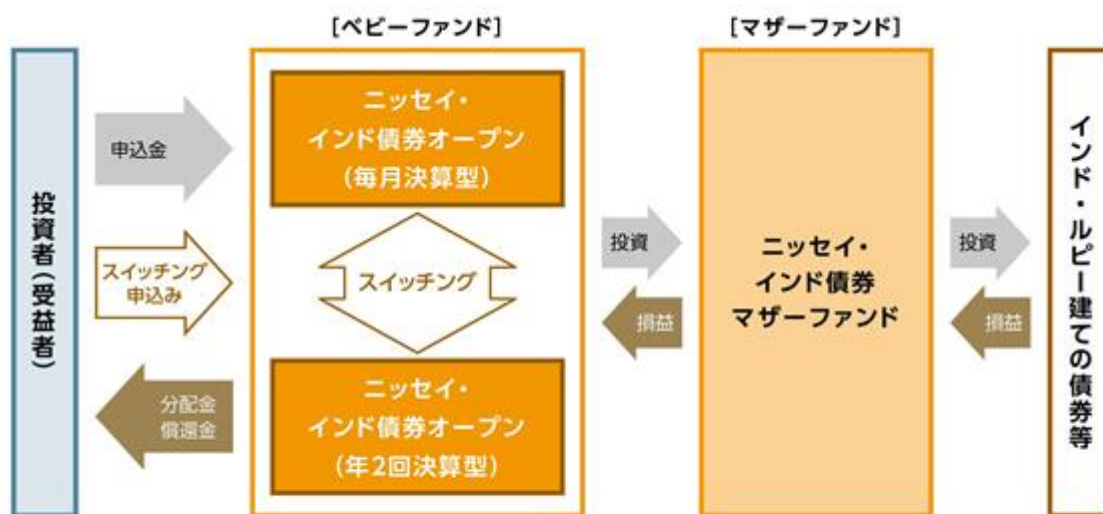 [ベビーファンド]
[マザーファンド]
投資者(受益者)
申込金
スイッチング
申込み
分配金
償還金
ニッセイ・
インド債券オープン
(毎月決算型)
スイッチング
ニッセイ・
インド債券オープン
(年2回決算型)
投資
損益
ニッセイ・
インド債券
マザーファンド
投資
損益
インド・ルピー建ての債券等